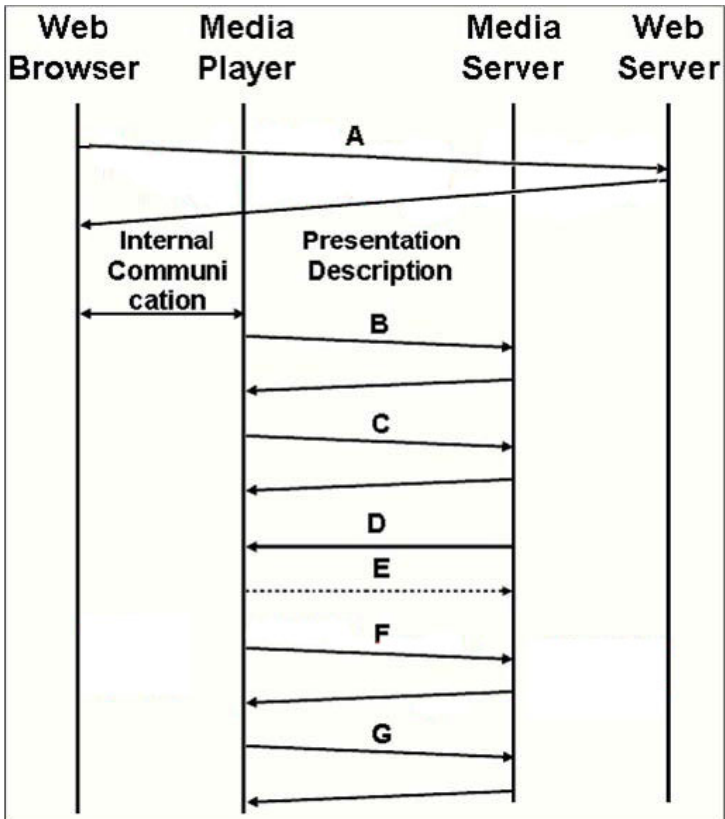 Web Browser
Media Player
Media Server
Web Server
A
Internal
Communi
cation
Presentation
Description
B
C
D
E
F
G